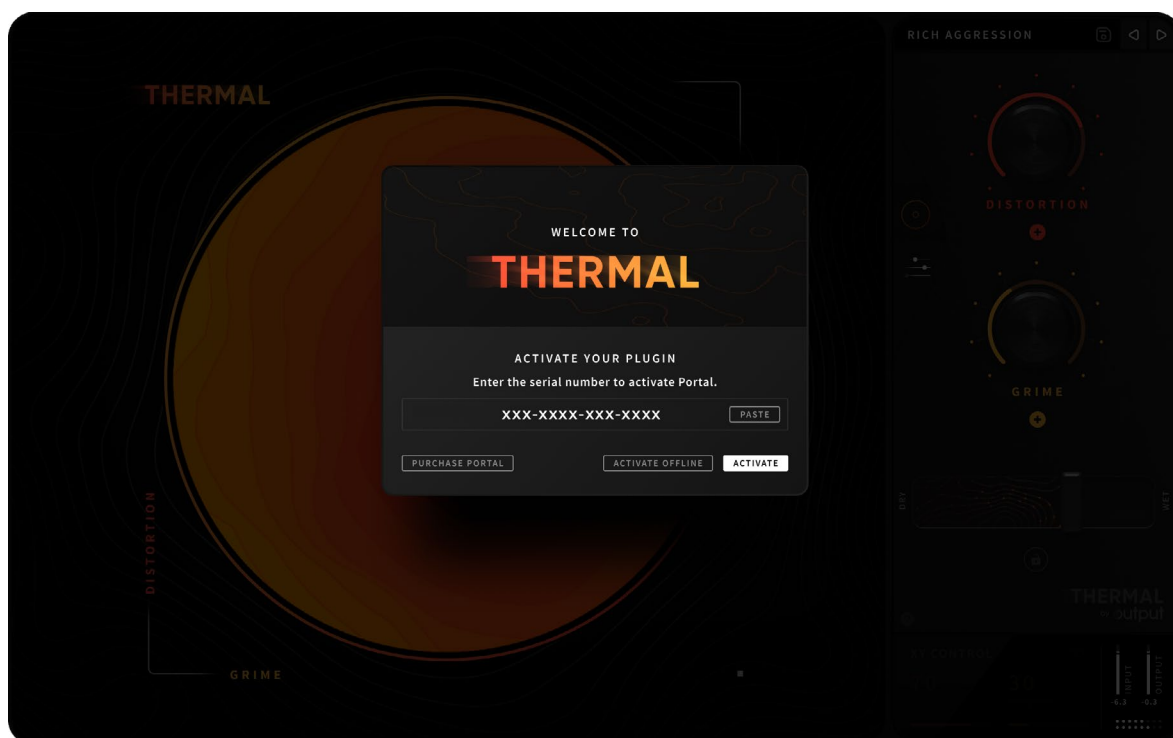 RICH AGGRESSION
THERMAL
DISTORTION
GRIME
WELCOME TO
THERMAL
ACTIVATE YOUR PLUGIN
Enter the serial number to activate Portal.
XXX-XXXX-XXX-XXXX
PASTE
PURCHASE PORTAL
ACTIVATE OFFLINE
ACTIVATE
DISTORTION
GRIME
DRY
WET
THERMAL
output
INPUT
OUTPUT
-6.3
-0.3